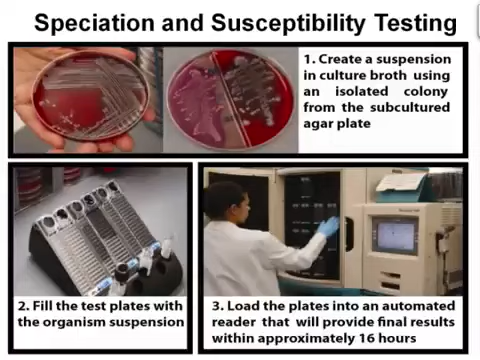 Speciation and Susceptibility Testing
1. Create a suspension
in culture broth using
an isolated colony
from the subcultured
agar plate
2. Fill the test plates with
the organism suspension
3. Load the plates into an automated
reader that will provide final results
within approximately 16 hours